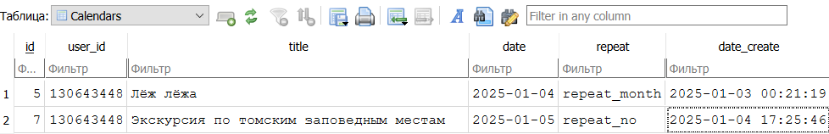 Таблица: Calendars Filter in any column
id user_id title date repeat date_create
Ф... Фильтр Фильтр Фильтр Фильтр Фильтр
1 5 130643448 Лёж лёжа 2025-01-04 repeat_month 2025-01-03 00:21:19
2 7 130643448 Экскурсия по томским заповедным местам 2025-01-05 repeat_no 2025-01-04 17:25:46